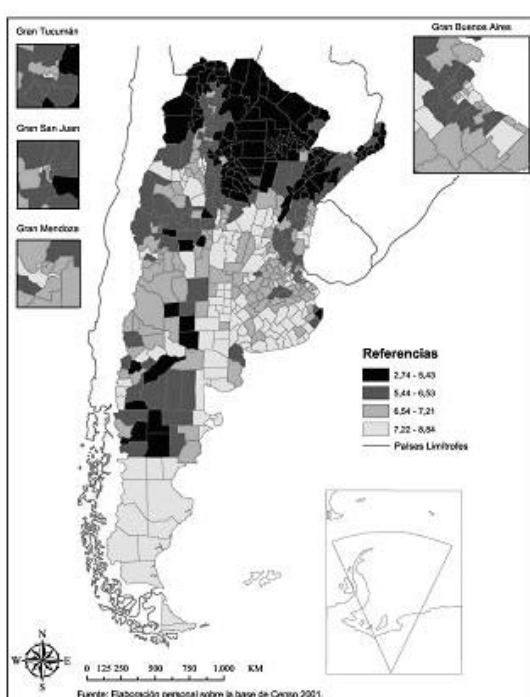 Gran Tucumán
Gran Buenos Aires
Gran San Juan
Gran Mendoza
Referencias
2,74 - 5,43
5,44 - 6,53
6,54 - 7,21
7,22 - 8,84
Países Limítrofes
N
W E
S
0 125 250 500 750 1.000 KM
Fuente: Elaboración personal sobre la base de Censo 2001.